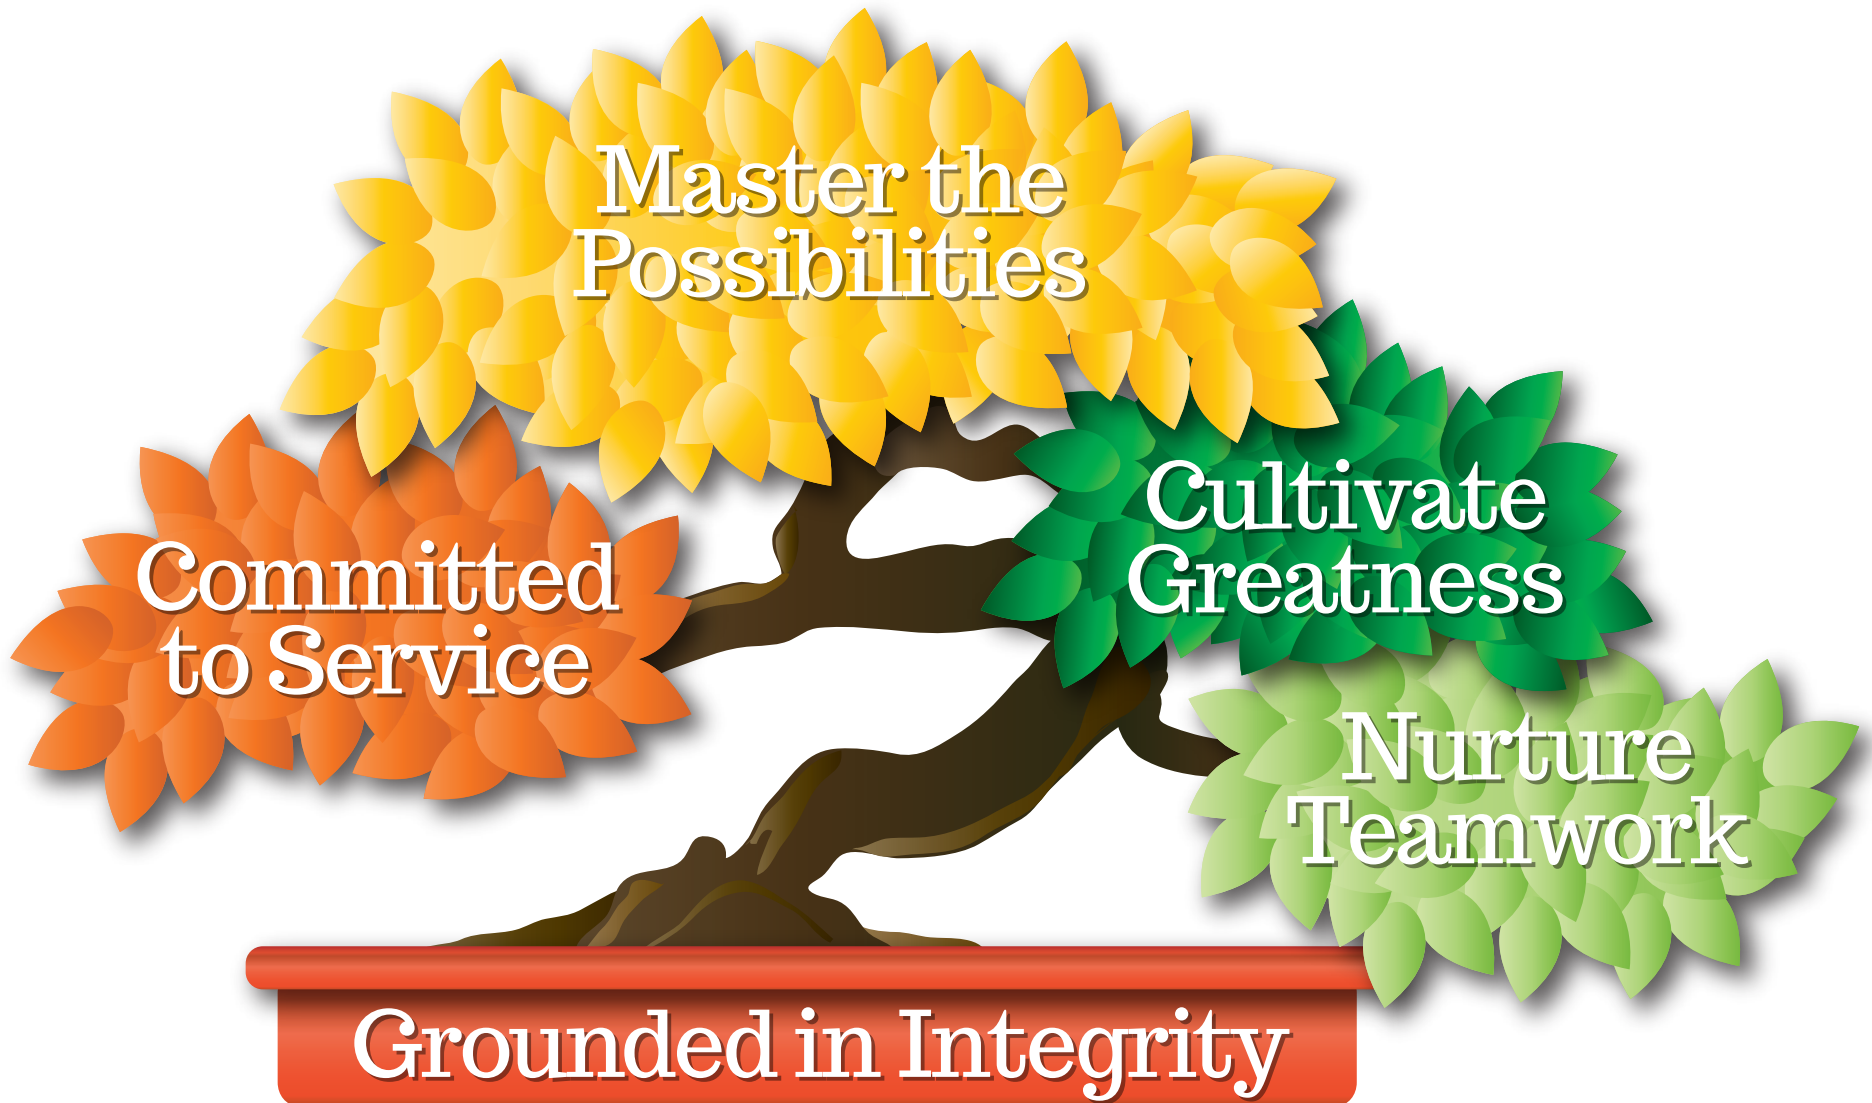 Master the
Possibilities
Cultivate
Greatness
Committed
to Service
Nurture
Teamwork
Grounded in Integrity